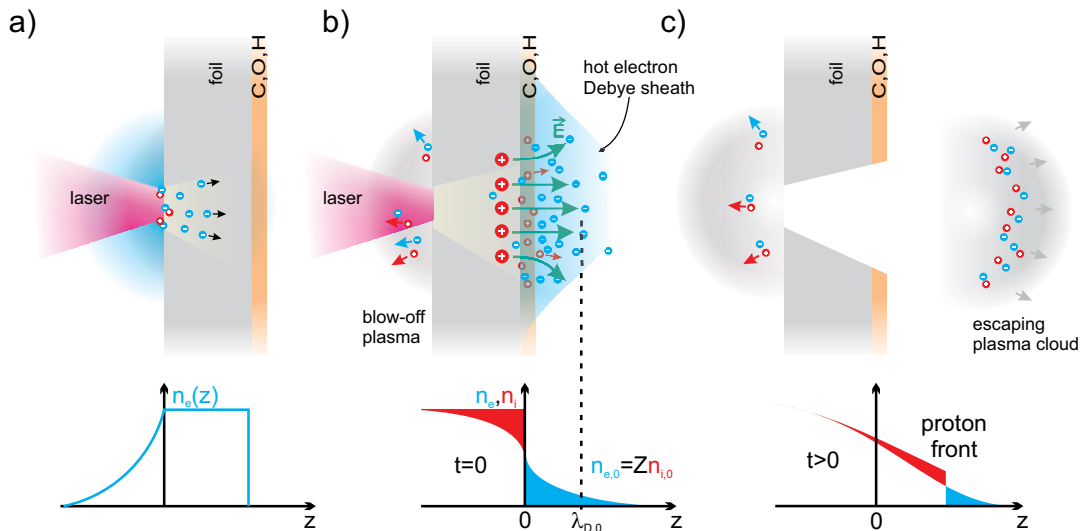 a)
laser
foil
C,O,H
nₑ(z)
z
b)
laser
foil
C,O,H
E
hot electron
Debye sheath
blow-off
plasma
nₑ,nᵢ
t=0
nₑ,₀=Znᵢ,₀
0
λD,0
z
c)
foil
C,O,H
escaping
plasma cloud
t>0
proton
front
0
z